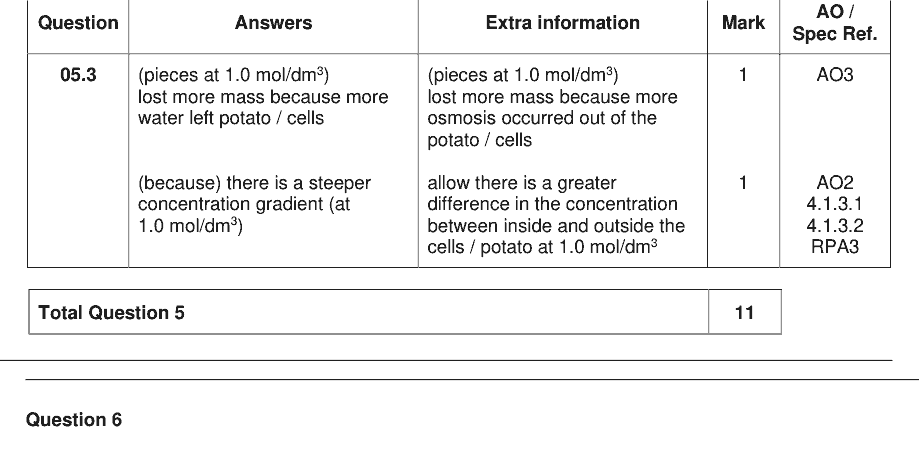 Question Answers Extra information Mark AO /
Spec Ref.
05.3 (pieces at 1.0 mol/dm³) (pieces at 1.0 mol/dm³) 1 AO3
lost more mass because more lost more mass because more
water left potato / cells osmosis occurred out of the
potato / cells
(because) there is a steeper allow there is a greater 1 AO2
concentration gradient (at difference in the concentration 4.1.3.1
1.0 mol/dm³) between inside and outside the 4.1.3.2
cells / potato at 1.0 mol/dm³ RPA3
Total Question 5 11
Question 6